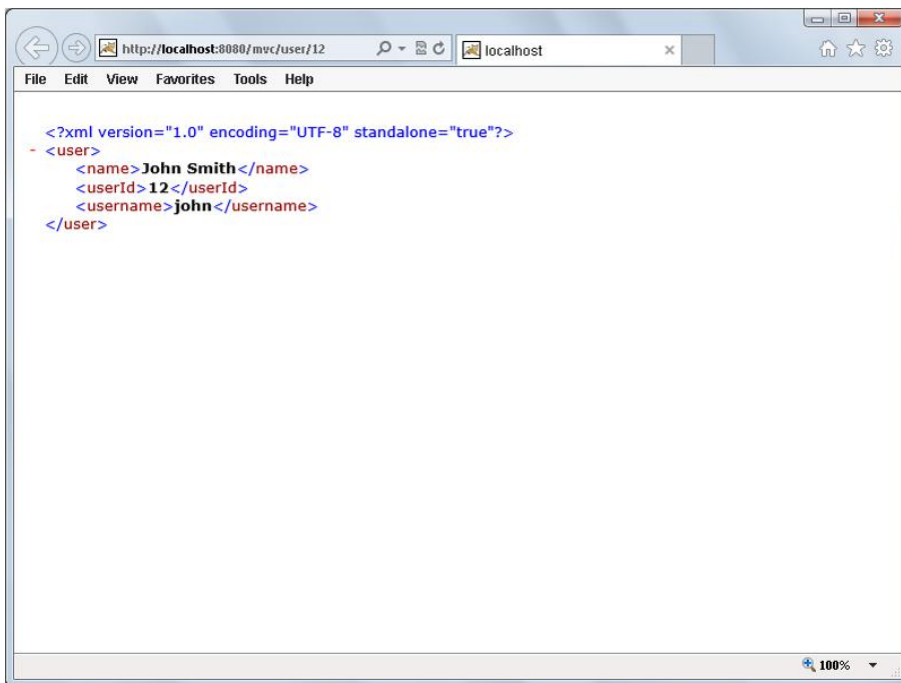 http://localhost:8080/mvc/user/12
localhost
File Edit View Favorites Tools Help
<?xml version="1.0" encoding="UTF-8" standalone="true"?>
- <user>
<name>John Smith</name>
<userId>12</userId>
<username>john</username>
</user>
100%